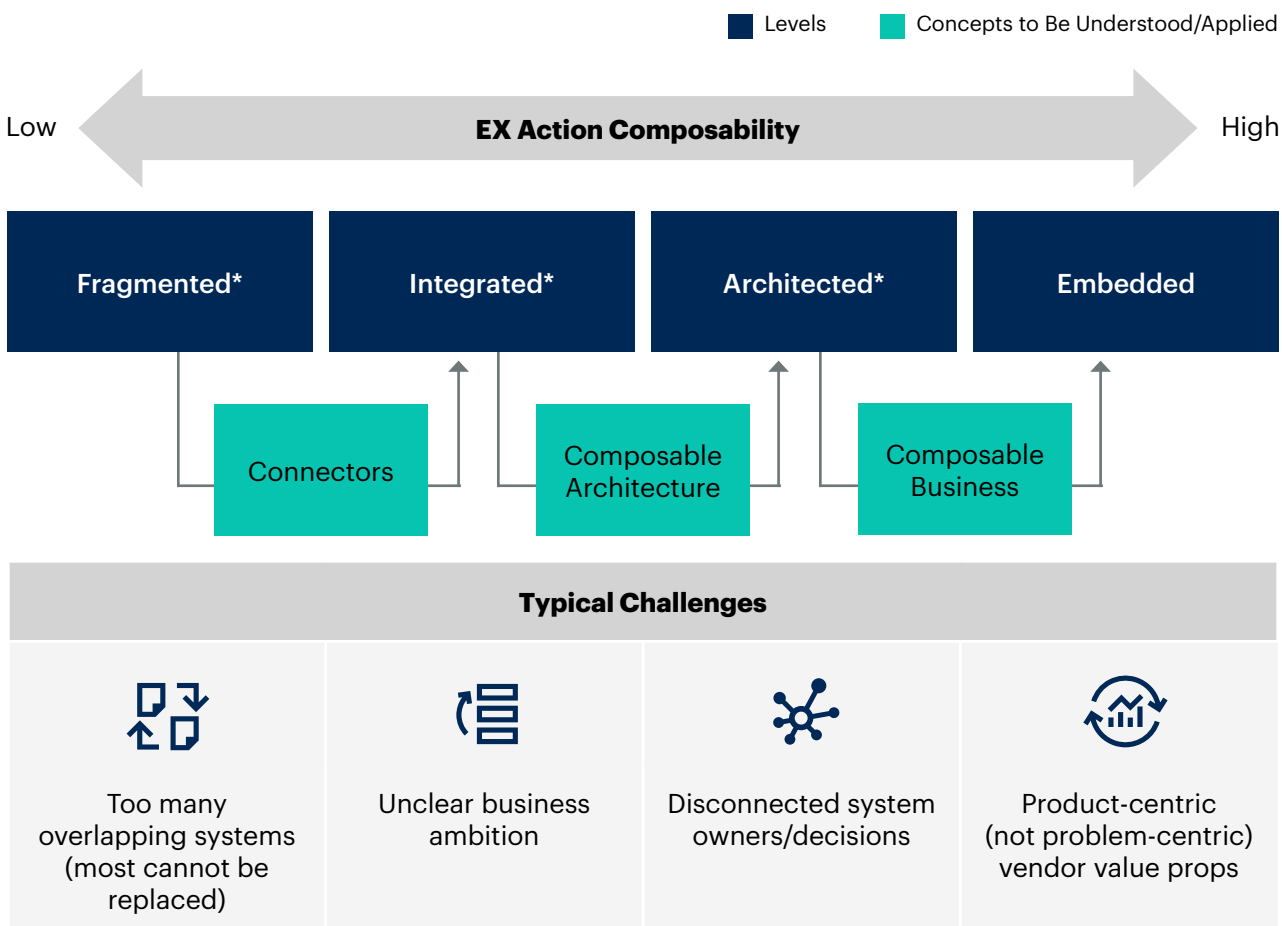 Levels
Concepts to Be Understood/Applied
Low
EX Action Composability
High
Fragmented*
Integrated*
Architected*
Embedded
Connectors
Composable
Architecture
Composable
Business
Typical Challenges
Too many
overlapping systems
(most cannot be
replaced)
Unclear business
ambition
Disconnected system
owners/decisions
Product-centric
(not problem-centric)
vendor value props